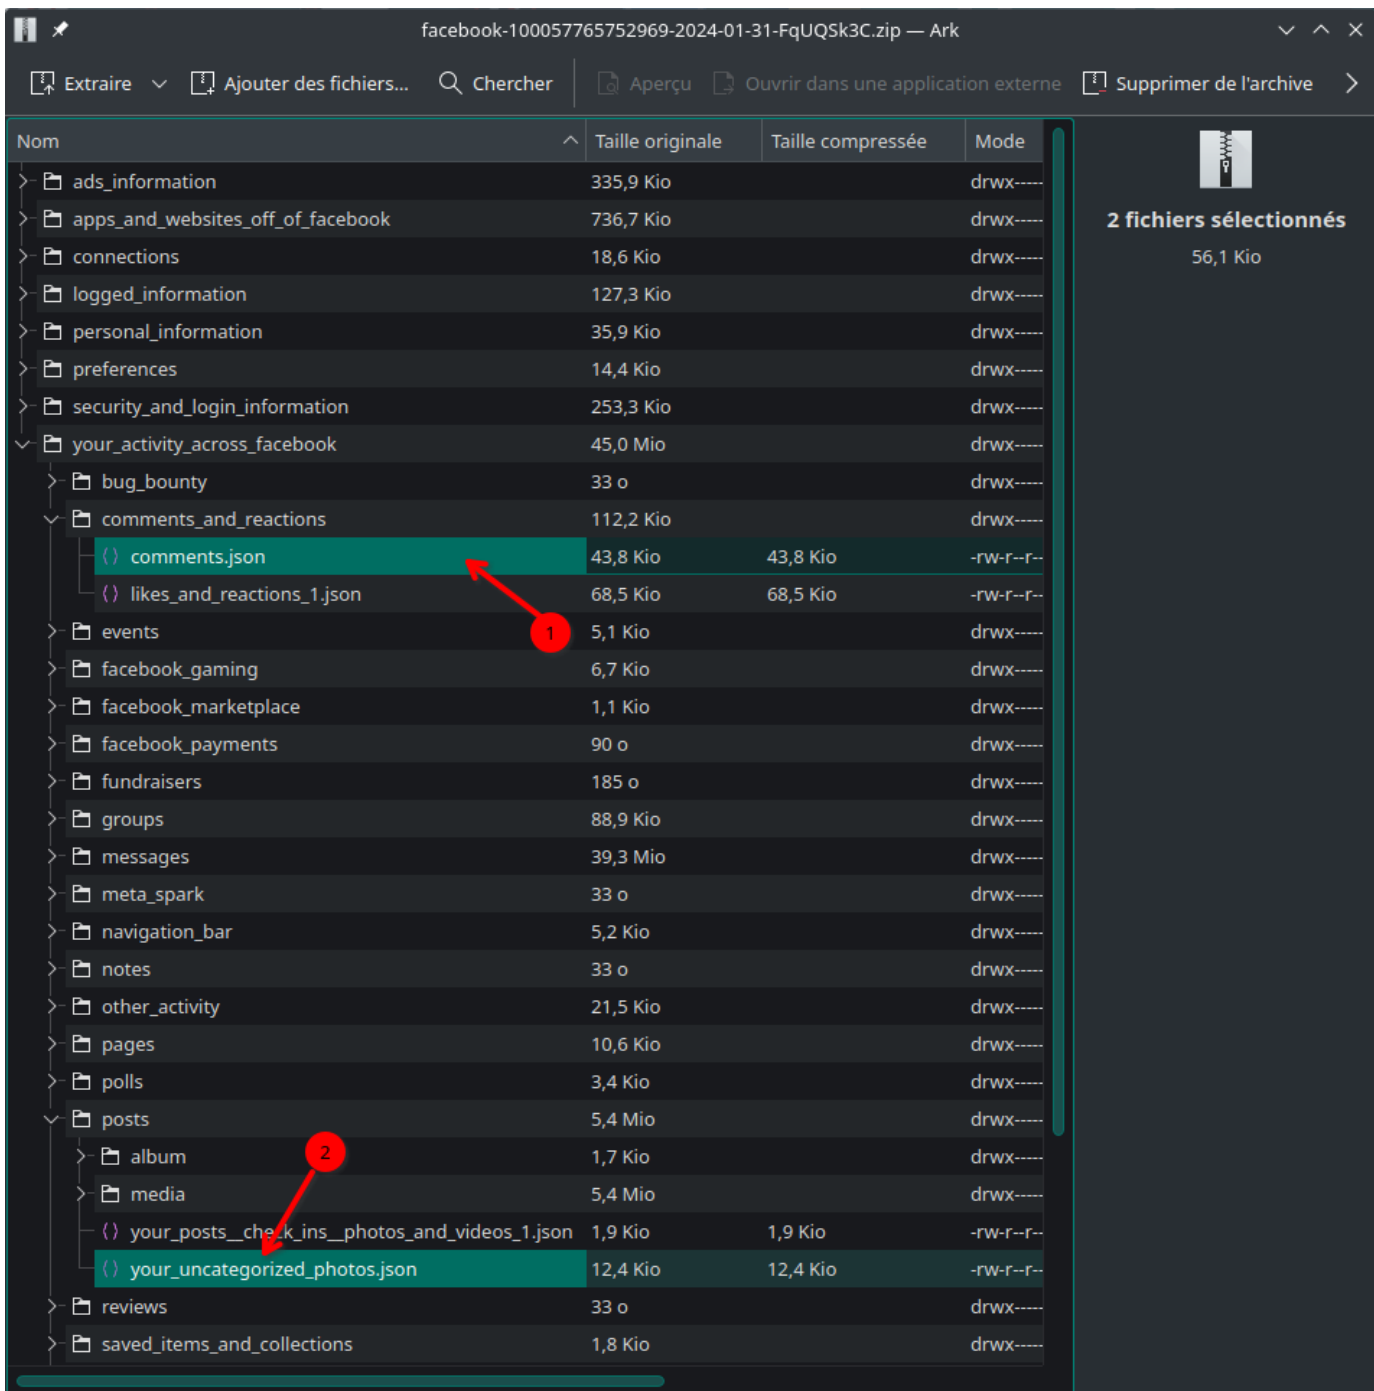 facebook-100057765752969-2024-01-31-FqUQSk3C.zip — Ark
Extraire Ajouter des fichiers... Chercher Aperçu Ouvrir dans une application externe Supprimer de l'archive
Nom Taille originale Taille compressée Mode
ads_information 335,9 Kio drwx-----
apps_and_websites_off_of_facebook 736,7 Kio drwx-----
connections 18,6 Kio drwx-----
logged_information 127,3 Kio drwx-----
personal_information 35,9 Kio drwx-----
preferences 14,4 Kio drwx-----
security_and_login_information 253,3 Kio drwx-----
your_activity_across_facebook 45,0 Mio drwx-----
bug_bounty 33 o drwx-----
comments_and_reactions 112,2 Kio drwx-----
comments.json 43,8 Kio 43,8 Kio -rw-r--r--
likes_and_reactions_1.json 68,5 Kio 68,5 Kio -rw-r--r--
1
events 5,1 Kio drwx-----
facebook_gaming 6,7 Kio drwx-----
facebook_marketplace 1,1 Kio drwx-----
facebook_payments 90 o drwx-----
fundraisers 185 o drwx-----
groups 88,9 Kio drwx-----
messages 39,3 Mio drwx-----
meta_spark 33 o drwx-----
navigation_bar 5,2 Kio drwx-----
notes 33 o drwx-----
other_activity 21,5 Kio drwx-----
pages 10,6 Kio drwx-----
polls 3,4 Kio drwx-----
posts 5,4 Mio drwx-----
2
album 1,7 Kio drwx-----
media 5,4 Mio drwx-----
your_posts__check_ins__photos_and_videos_1.json 1,9 Kio 1,9 Kio -rw-r--r--
your_uncategorized_photos.json 12,4 Kio 12,4 Kio -rw-r--r--
reviews 33 o drwx-----
saved_items_and_collections 1,8 Kio drwx-----
2 fichiers sélectionnés
56,1 Kio